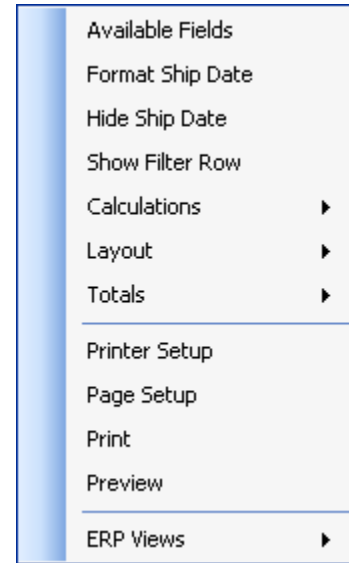 Available Fields
Format Ship Date
Hide Ship Date
Show Filter Row
Calculations
Layout
Totals
Printer Setup
Page Setup
Print
Preview
ERP Views